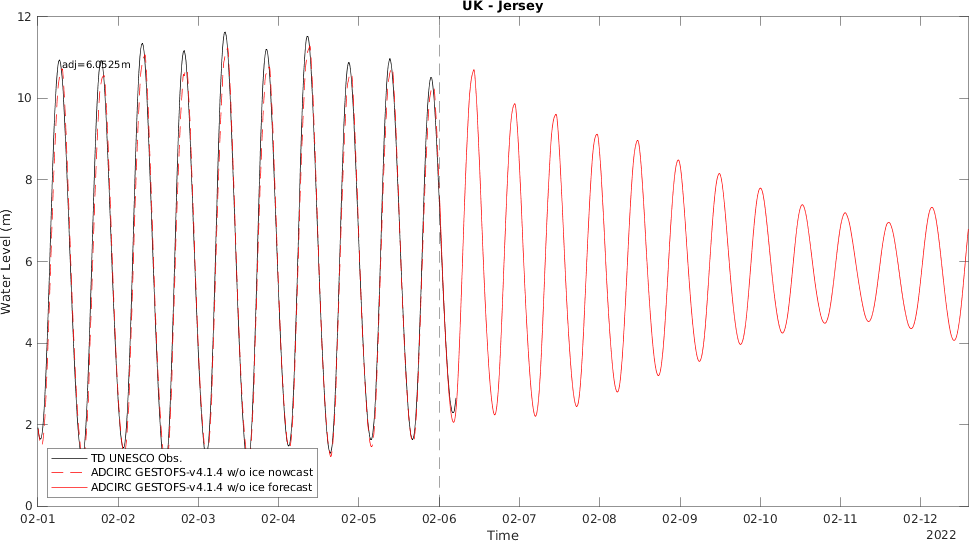 UK - Jersey
12
10
8
6
4
2
0
Water Level (m)
adj=6.0525m
TD UNESCO Obs.
ADCIRC GESTOFS-v4.1.4 w/o ice nowcast
ADCIRC GESTOFS-v4.1.4 w/o ice forecast
02-01 02-02 02-03 02-04 02-05 02-06 02-07 02-08 02-09 02-10 02-11 02-12
Time
2022